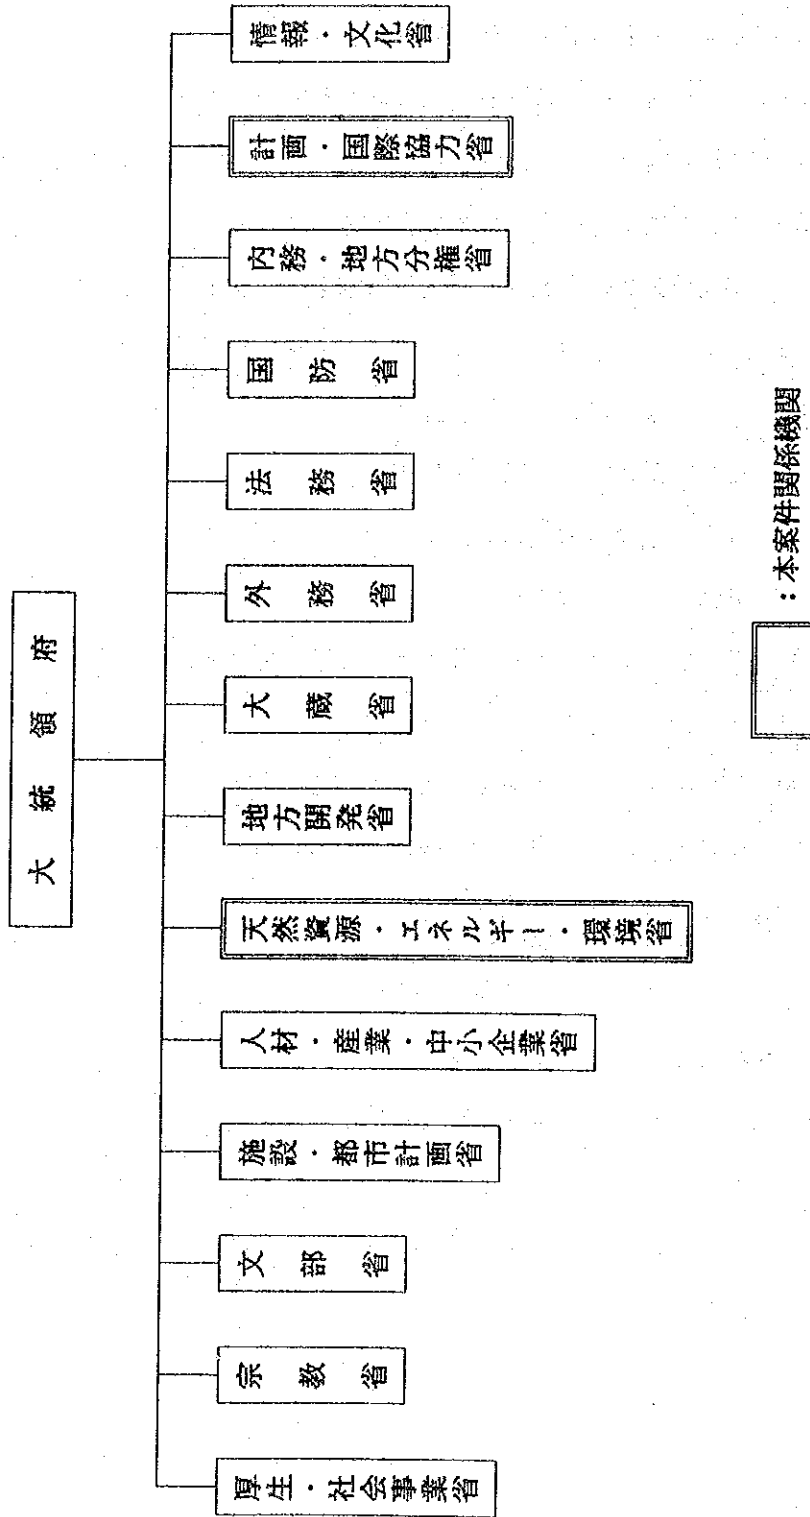 大統領府
厚生・社会事業省
宗教省
文部省
施設・都市計画省
人材・産業・中小企業省
天然資源・エネルギー・環境省
地方開発省
大蔵省
外務省
法務省
国防省
内務・地方分権省
計画・国際協力省
情報・文化省
：本案件関係機関